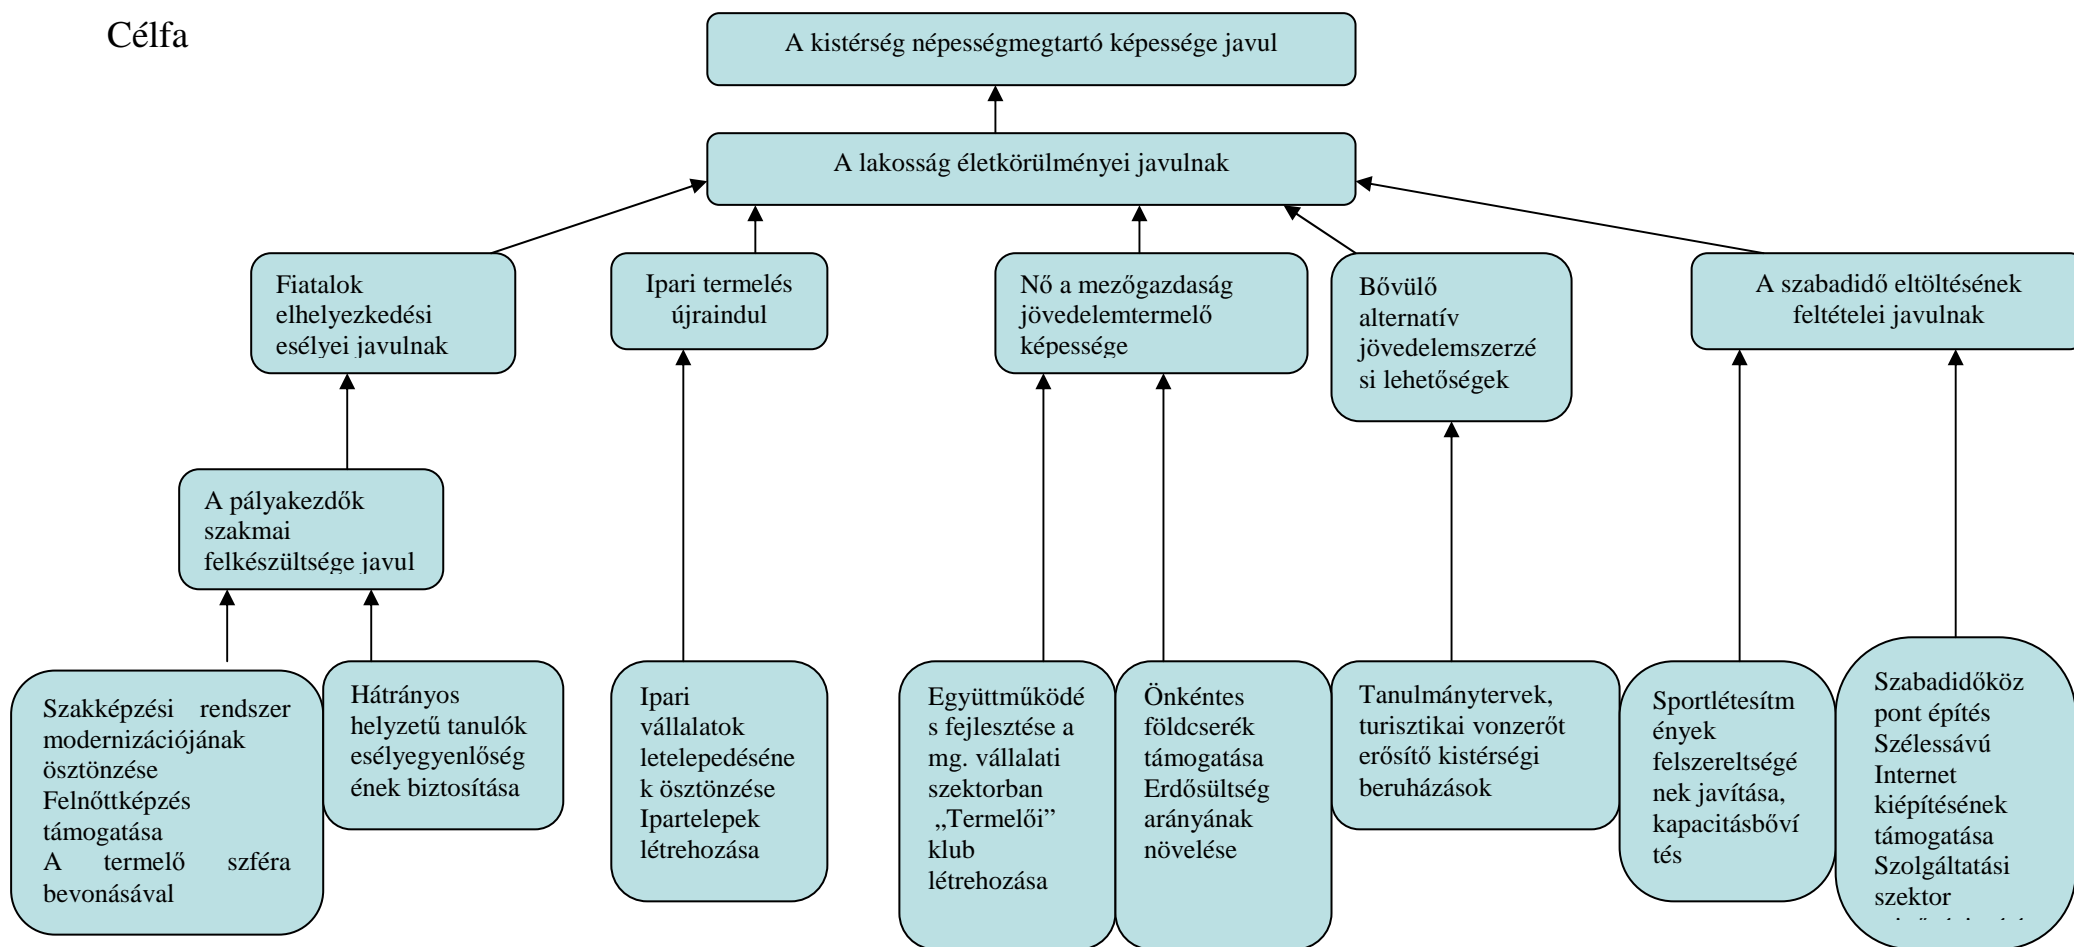 Célfa
A kistérség népességmegtartó képessége javul
A lakosság életkörülményei javulnak
Fiatalok
elhelyezkedési
esélyei javulnak
Ipari termelés
újraindul
Nő a mezőgazdaság
jövedelemtermelő
képessége
Bővülő
alternatív
jövedelemszerzé
si lehetőségek
A szabadidő eltöltésének
feltételei javulnak
A pályakezdők
szakmai
felkészültsége javul
Szakképzési rendszer
modernizációjának
ösztönzése
Felnőttképzés
támogatása
A termelő szféra
bevonásával
Hátrányos
helyzetű tanulók
esélyegyenlőség
ének biztosítása
Ipari
vállalatok
letelepedéséne
k ösztönzése
Ipartelepek
létrehozása
Együttműködé
s fejlesztése a
mg. vállalati
szektorban
„Termelői”
klub
létrehozása
Önkéntes
földcserék
támogatása
Erdősültség
arányának
növelése
Tanulmánytervek,
turisztikai vonzerőt
erősítő kistérségi
beruházások
Sportlétesítm
ények
felszereltségé
nek javítása,
kapacitásbőví
tés
Szabadidőköz
pont építés
Szélessávú
Internet
kiépítésének
támogatása
Szolgáltatási
szektor